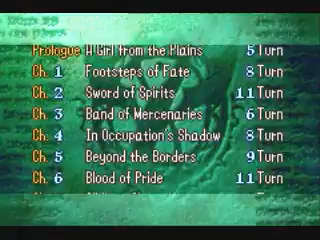 Prologue A Girl from the Plains 5 Turn
Ch. 1 Footsteps of Fate 8 Turn
Ch. 2 Sword of Spirits 11 Turn
Ch. 3 Band of Mercenaries 6 Turn
Ch. 4 In Occupation's Shadow 8 Turn
Ch. 5 Beyond the Borders 9 Turn
Ch. 6 Blood of Pride 11 Turn